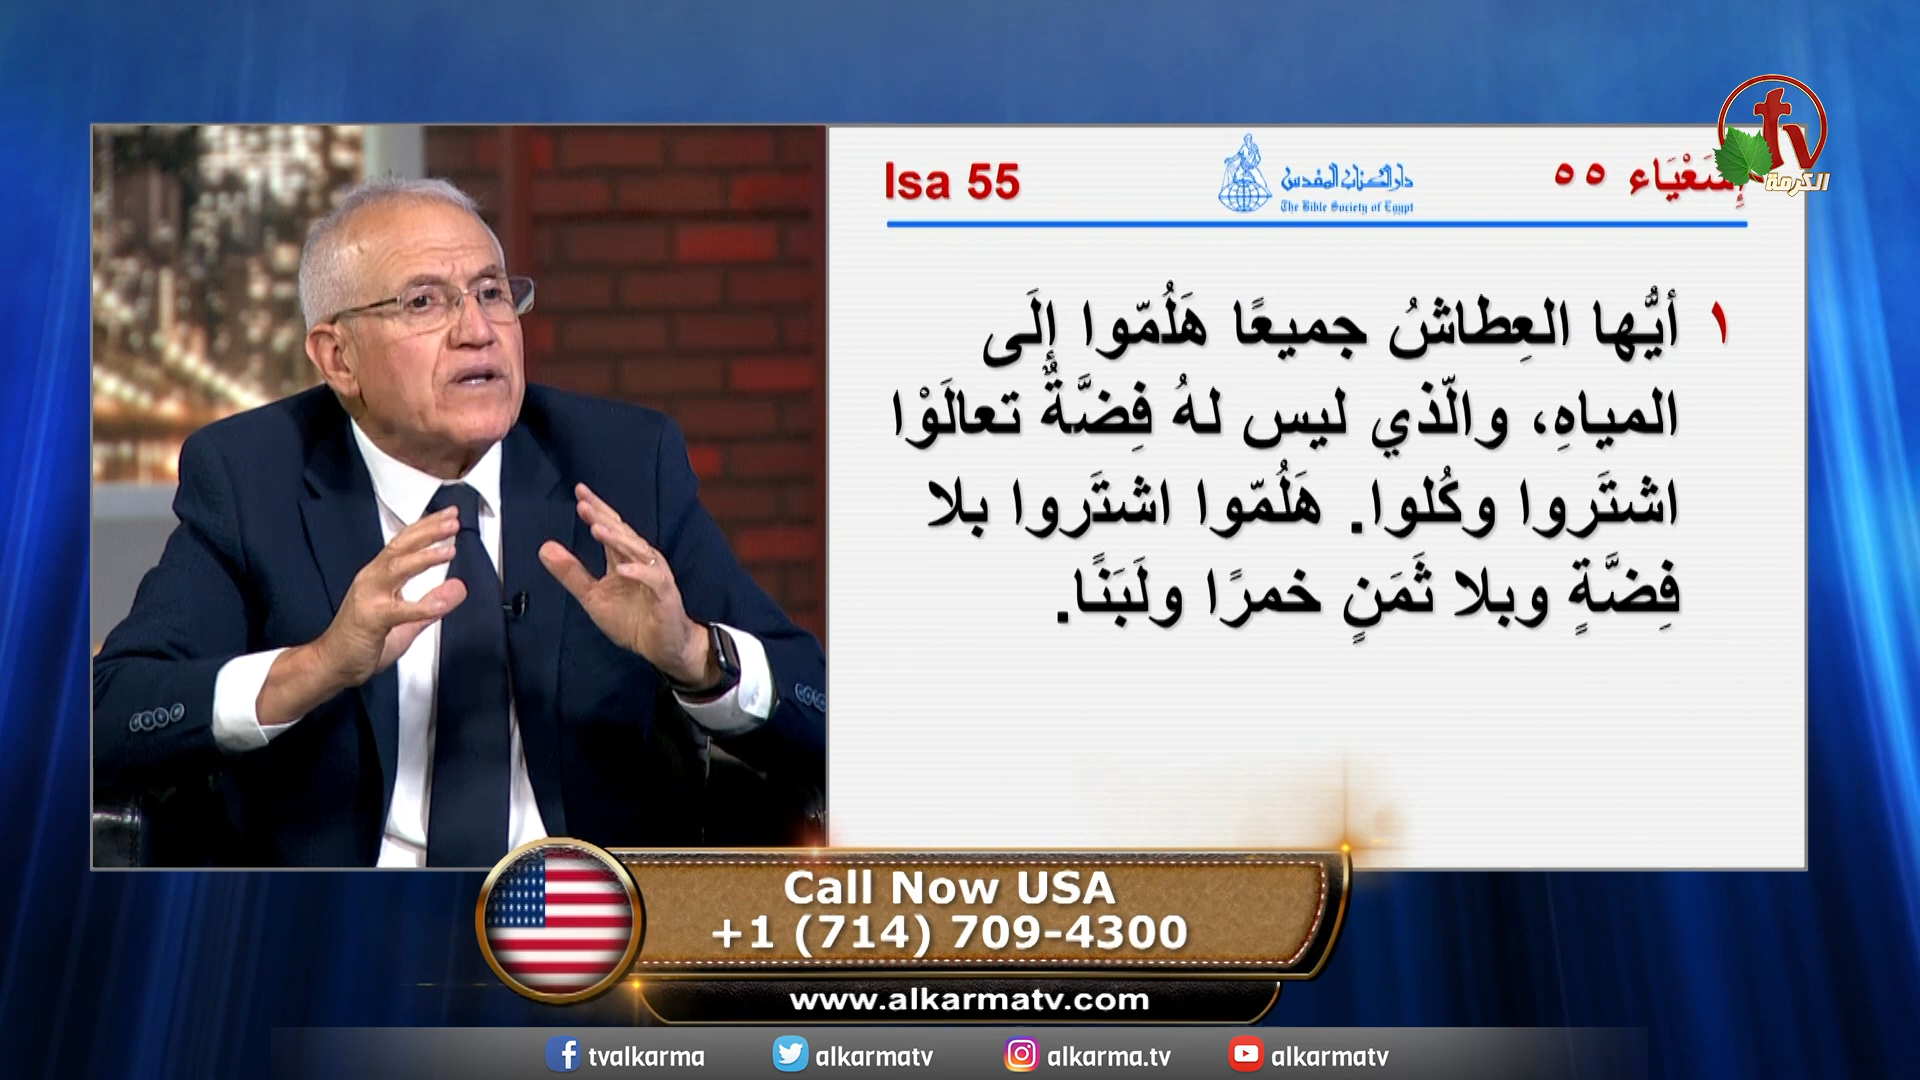 tv
الكرمة
Isa 55
دار الكتاب المقدس
The Bible Society of Egypt
إِشَعْيَاء ٥٥
١ أيُّها العِطاشُ جميعًا هَلُمّوا إلَى
المياهِ، والّذي ليس لهُ فِضَّةٌ تعالَوْا
اشتَروا وكُلوا. هَلُمّوا اشتَروا بلا
فِضَّةٍ وبلا ثَمَنٍ خمرًا ولَبَنًا.
Call Now USA
+1 (714) 709-4300
www.alkarmatv.com
tvalkarma
alkarmatv
alkarma.tv
alkarmatv